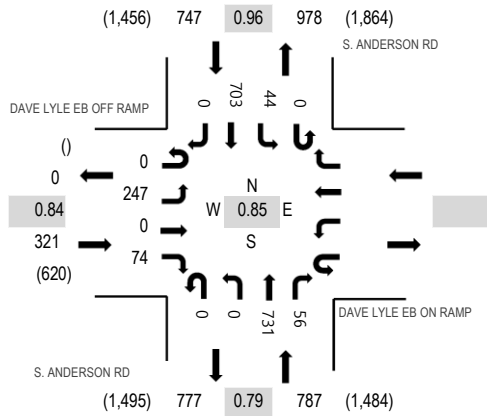 (1,456) 747 0.96 978 (1,864)
S. ANDERSON RD
0 703 44 0
DAVE LYLE EB OFF RAMP
()
0
0
247
0.84
0
321
74
(620)
N
W 0.85 E
S
0 0 731 56
DAVE LYLE EB ON RAMP
S. ANDERSON RD
(1,495) 777 0.79 787 (1,484)